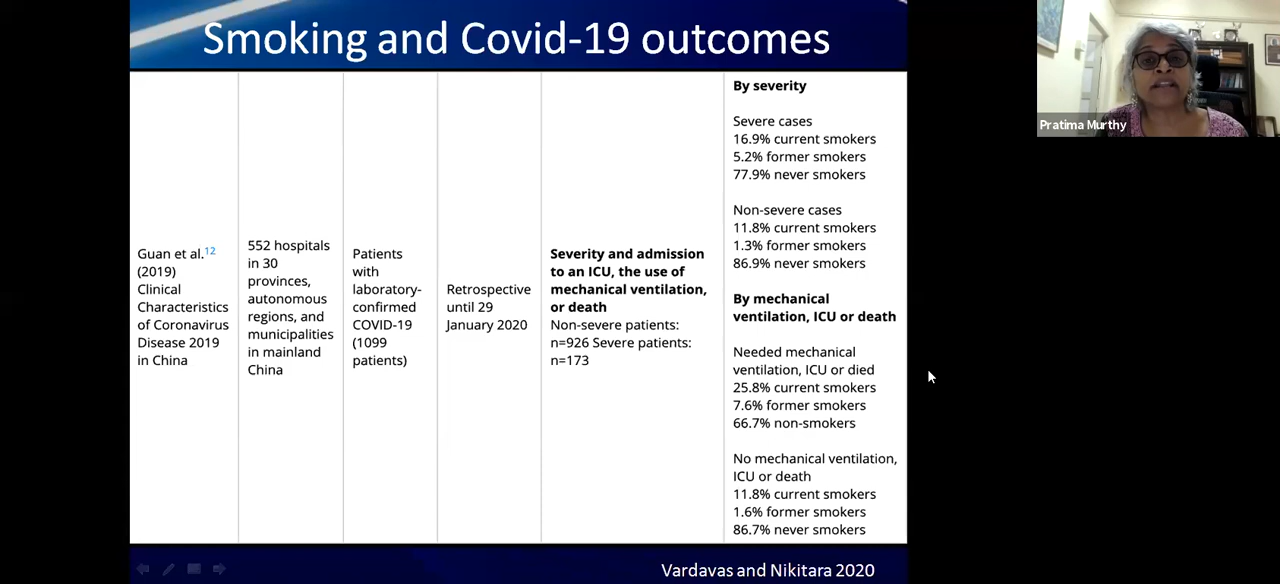 Smoking and Covid-19 outcomes
Guan et al.12
(2019)
Clinical
Characteristics
of Coronavirus
Disease 2019
in China
552 hospitals
in 30
provinces,
autonomous
regions, and
municipalities
in mainland
China
Patients
with
laboratory-
confirmed
COVID-19
(1099
patients)
Retrospective
until 29
January 2020
Severity and admission
to an ICU, the use of
mechanical ventilation,
or death
Non-severe patients:
n=926 Severe patients:
n=173
By severity
Severe cases
16.9% current smokers
5.2% former smokers
77.9% never smokers
Non-severe cases
11.8% current smokers
1.3% former smokers
86.9% never smokers
By mechanical
ventilation, ICU or death
Needed mechanical
ventilation, ICU or died
25.8% current smokers
7.6% former smokers
66.7% non-smokers
No mechanical ventilation,
ICU or death
11.8% current smokers
1.6% former smokers
86.7% never smokers
Vardavas and Nikitara 2020
Pratima Murthy